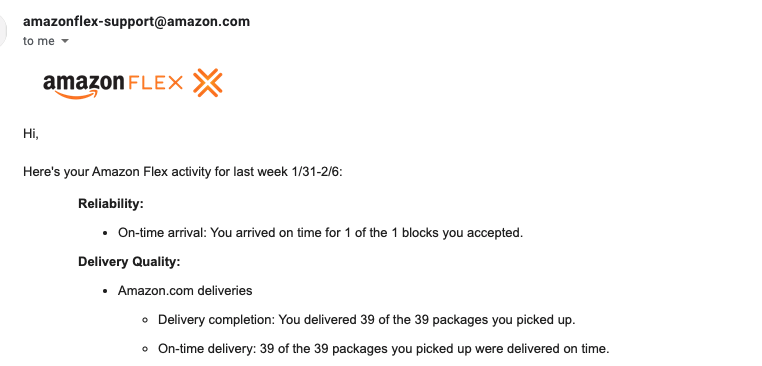 amazonflex-support@amazon.com
to me
amazon FLEX
Hi,
Here's your Amazon Flex activity for last week 1/31-2/6:
Reliability:
On-time arrival: You arrived on time for 1 of the 1 blocks you accepted.
Delivery Quality:
Amazon.com deliveries
Delivery completion: You delivered 39 of the 39 packages you picked up.
On-time delivery: 39 of the 39 packages you picked up were delivered on time.